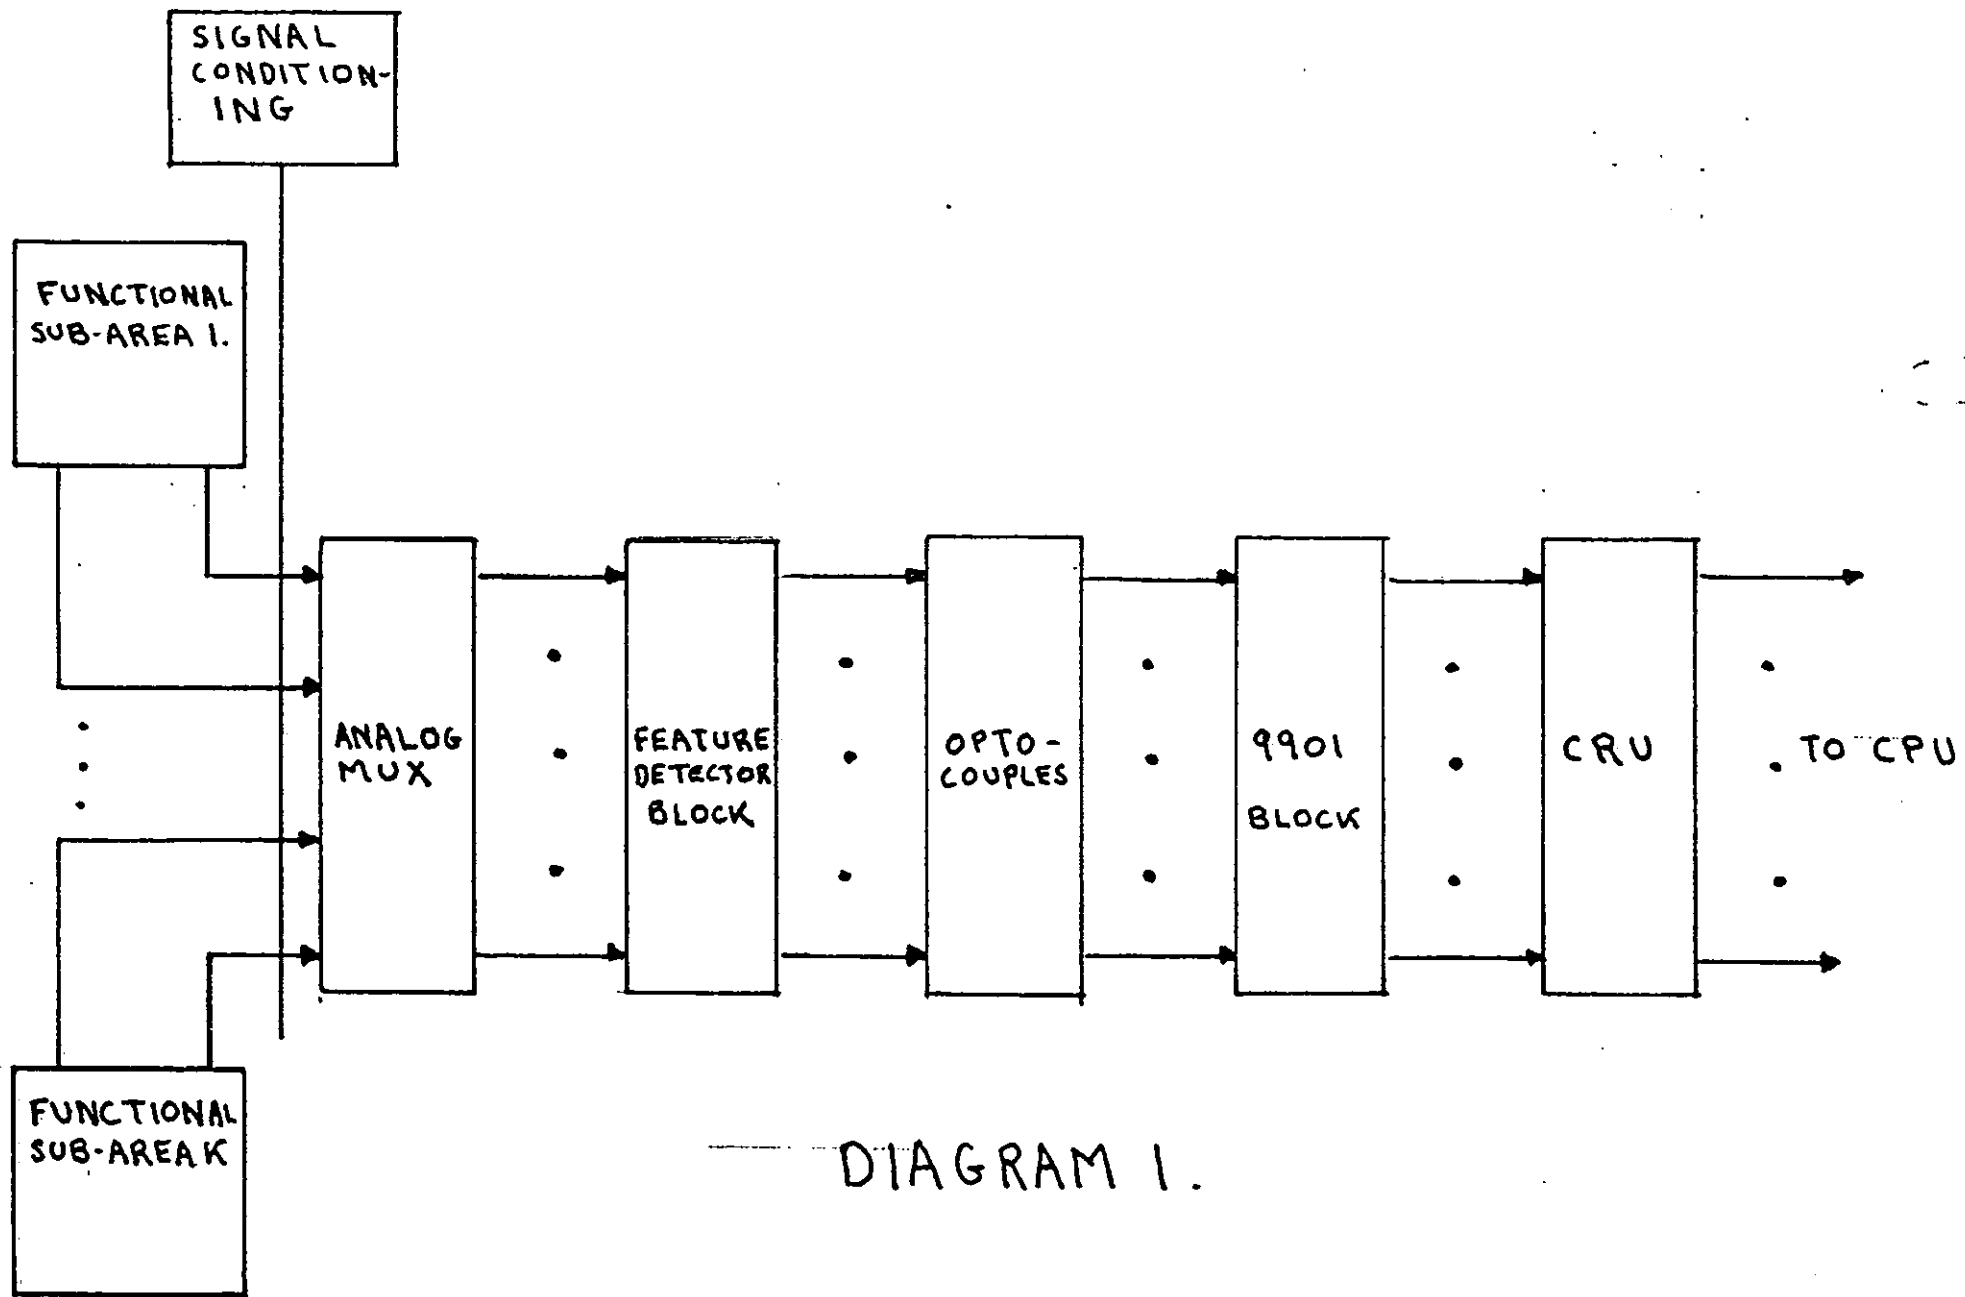 SIGNAL
CONDITION-
ING
FUNCTIONAL
SUB-AREA 1.
ANALOG
MUX
FEATURE
DETECTOR
BLOCK
OPTO-
COUPLES
9901
BLOCK
CRU
TO CPU
FUNCTIONAL
SUB-AREA K
DIAGRAM 1.